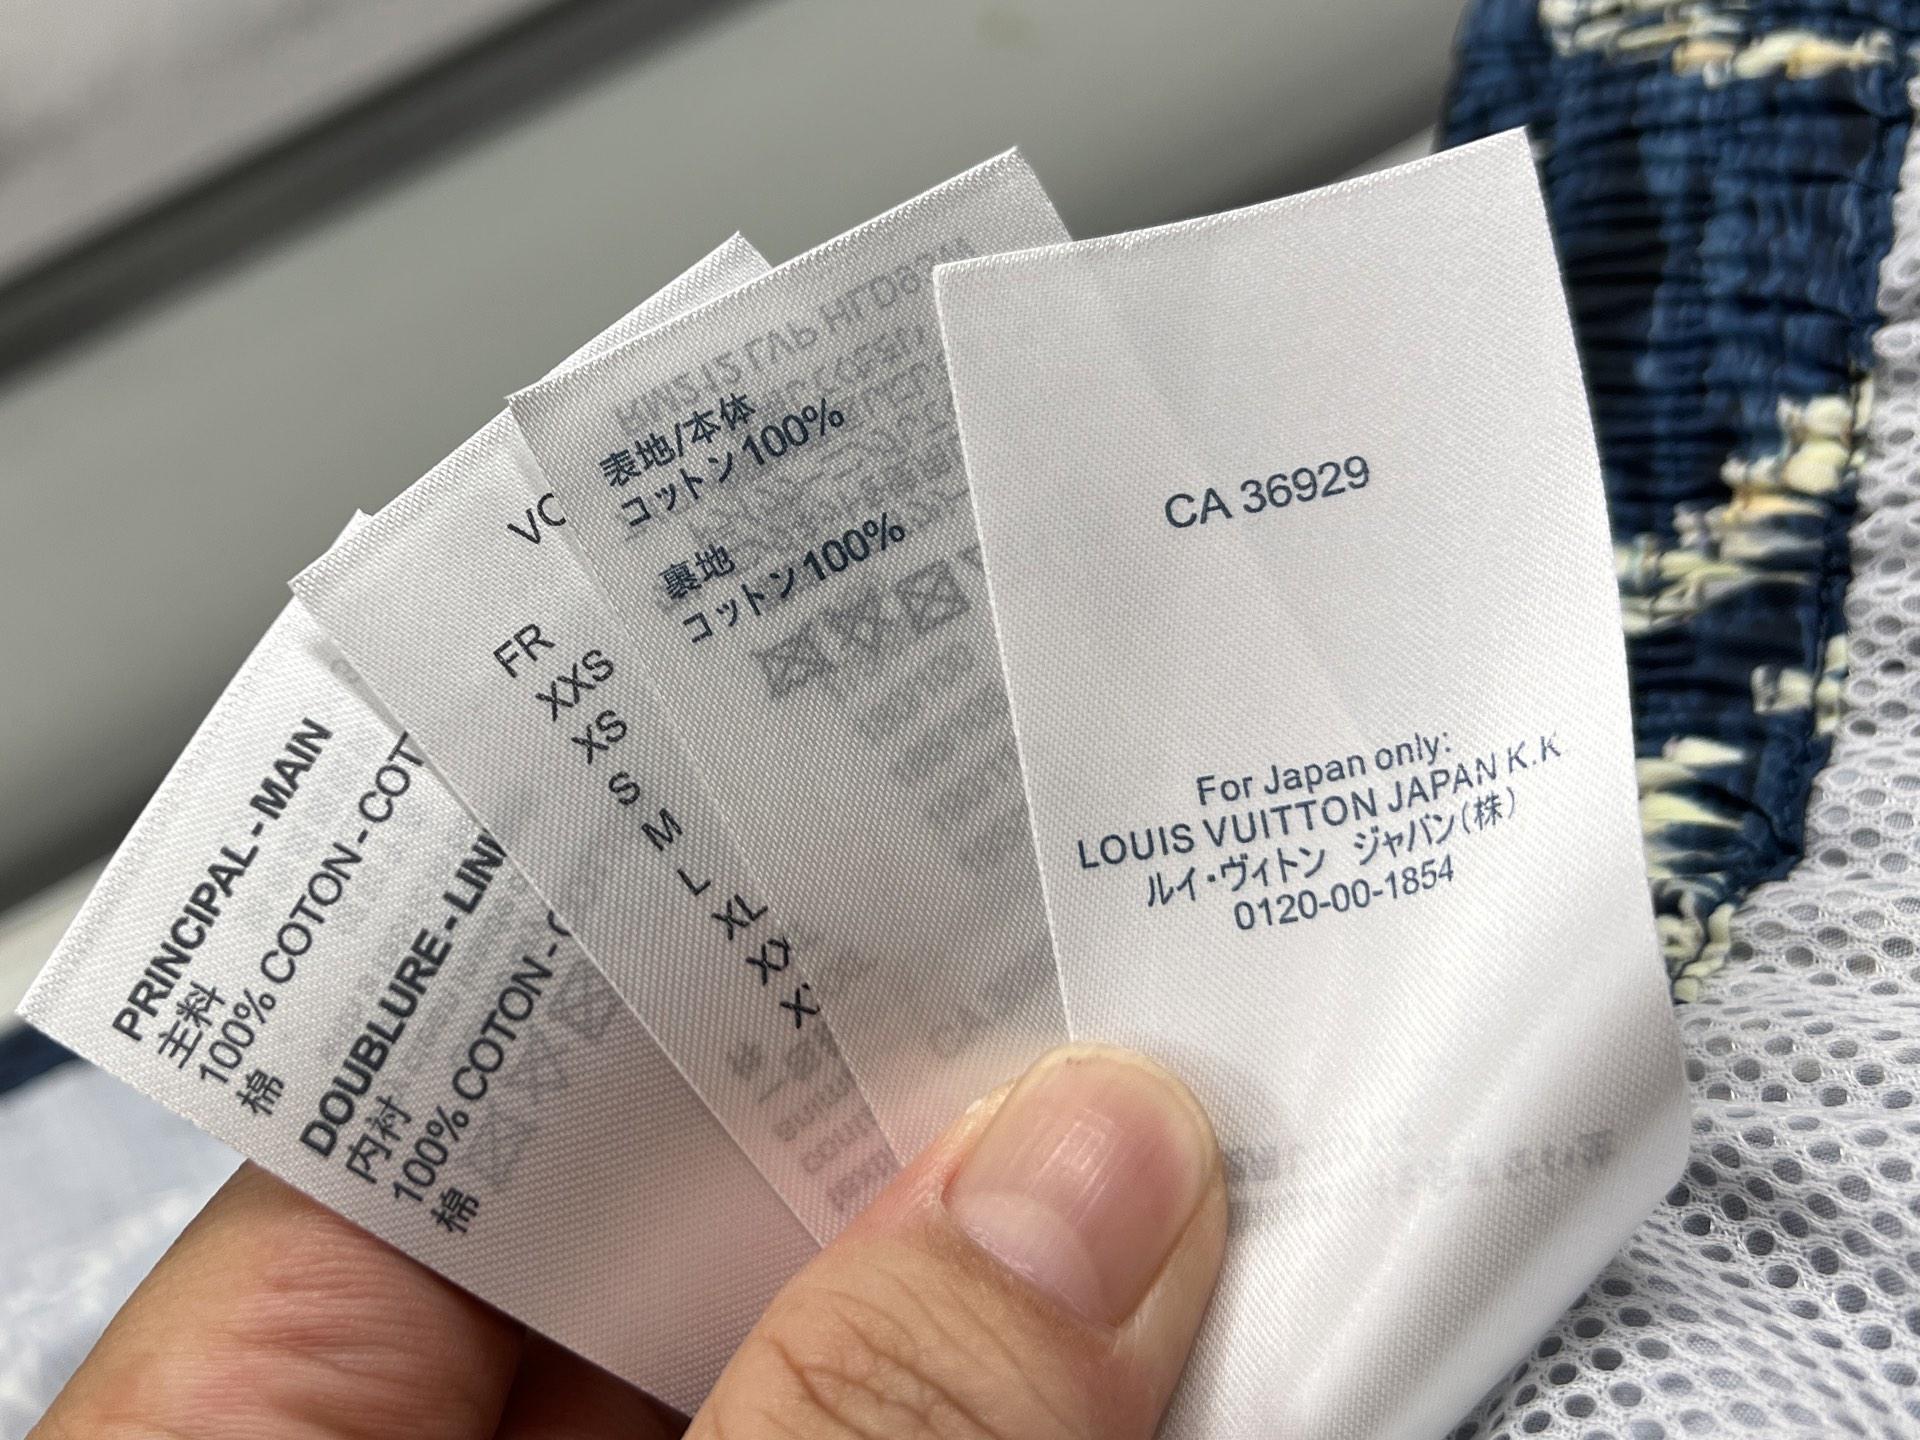 PRINCIPAL - MAIN
主料
100% COTON - COT
棉
DOUBLURE - LINI
内衬
100% COTON -
棉
VC
FR
XXS
XS
S
M
L
XL
表地/本体
コットン100%
裏地
コットン100%
CA 36929
For Japan only:
LOUIS VUITTON JAPAN K.K
ルイ・ヴィトン ジャパン(株)
0120-00-1854